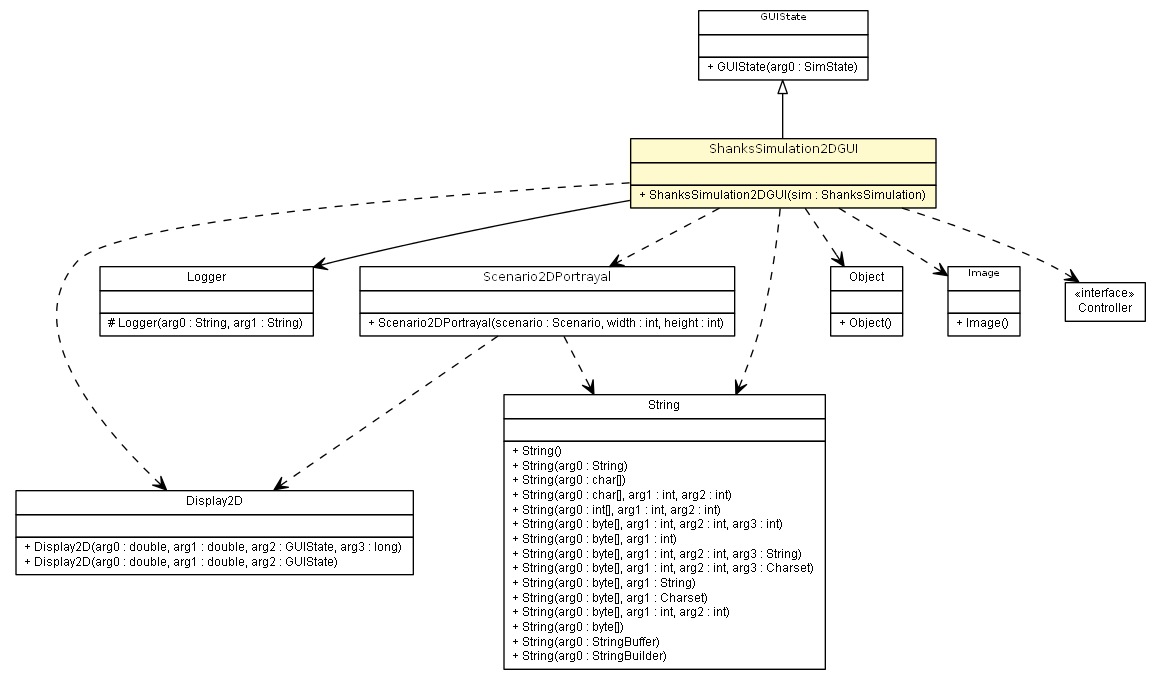 GUIState
+ GUIState(arg0 : SimState)
ShanksSimulation2DGUI
+ ShanksSimulation2DGUI(sim : ShanksSimulation)
Logger
# Logger(arg0 : String, arg1 : String)
Scenario2DPortrayal
+ Scenario2DPortrayal(scenario : Scenario, width : int, height : int)
Object
+ Object()
Image
+ Image()
«interface»
Controller
String
+ String()
+ String(arg0 : String)
+ String(arg0 : char[])
+ String(arg0 : char[], arg1 : int, arg2 : int)
+ String(arg0 : int[], arg1 : int, arg2 : int)
+ String(arg0 : byte[], arg1 : int, arg2 : int, arg3 : int)
+ String(arg0 : byte[], arg1 : int)
+ String(arg0 : byte[], arg1 : int, arg2 : int, arg3 : String)
+ String(arg0 : byte[], arg1 : int, arg2 : int, arg3 : Charset)
+ String(arg0 : byte[], arg1 : String)
+ String(arg0 : byte[], arg1 : Charset)
+ String(arg0 : byte[], arg1 : int, arg2 : int)
+ String(arg0 : byte[])
+ String(arg0 : StringBuffer)
+ String(arg0 : StringBuilder)
Display2D
+ Display2D(arg0 : double, arg1 : double, arg2 : GUIState, arg3 : long)
+ Display2D(arg0 : double, arg1 : double, arg2 : GUIState)